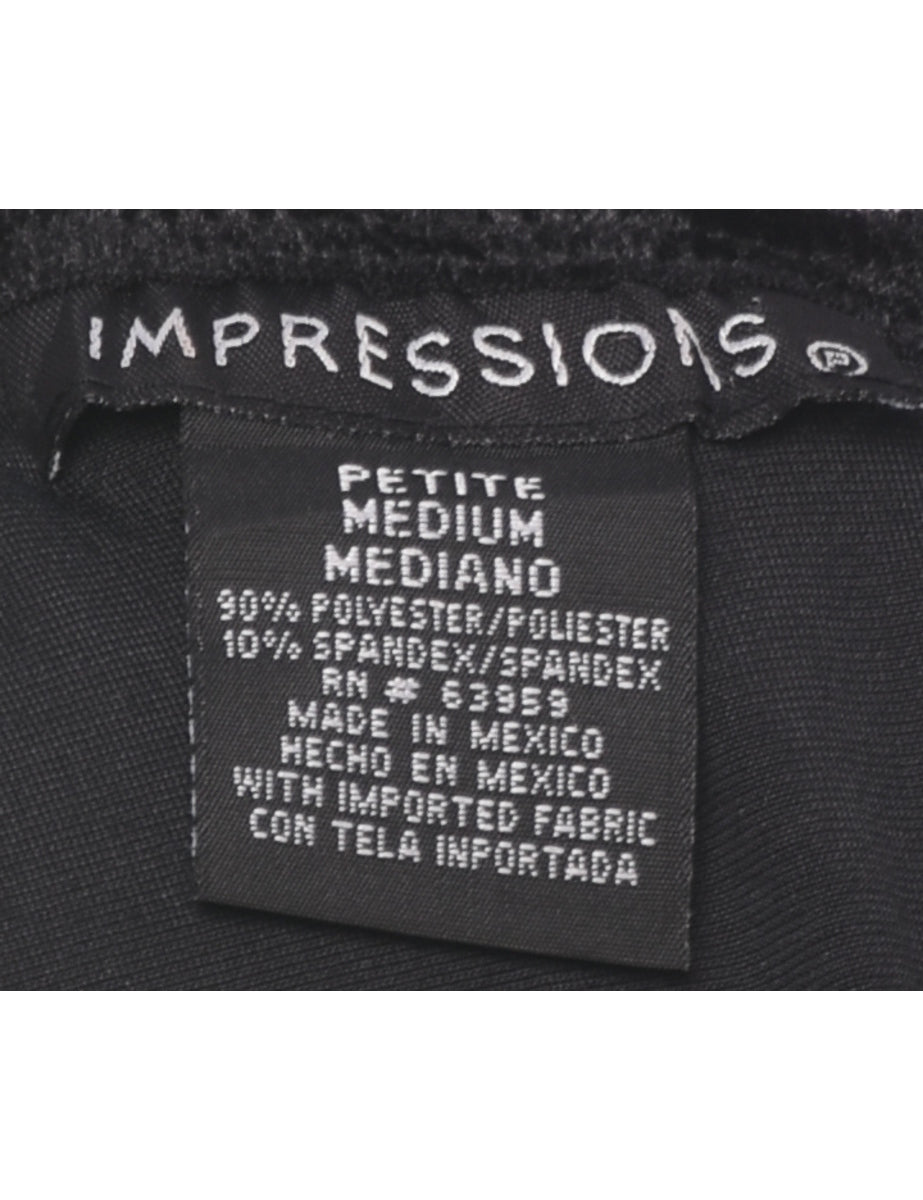 IMPRESSIONS Ⓟ
PETITE
MEDIUM
MEDIANO
90% POLYESTER/POLIESTER
10% SPANDEX/SPANDEX
RN # 63959
MADE IN MEXICO
HECHO EN MEXICO
WITH IMPORTED FABRIC
CON TELA INPORTADA